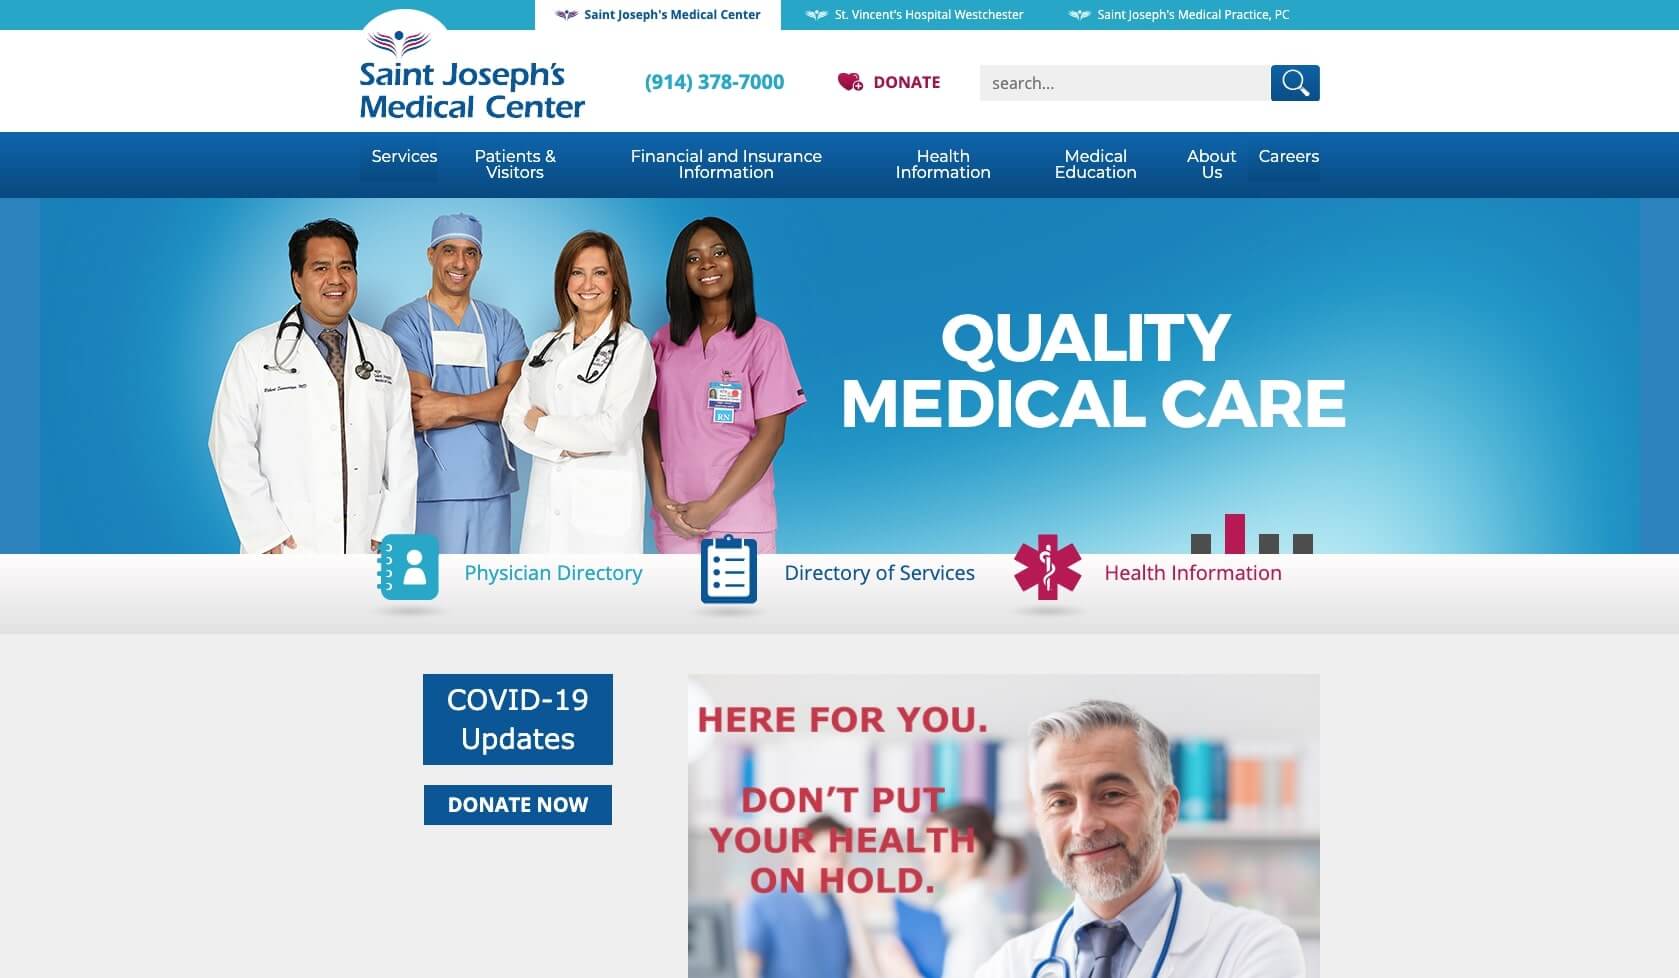 Saint Joseph's Medical Center
St. Vincent's Hospital Westchester
Saint Joseph's Medical Practice, PC
Saint Joseph's
Medical Center
(914) 378-7000
DONATE
search...
Services
Patients &
Visitors
Financial and Insurance
Information
Health
Information
Medical
Education
About
Us
Careers
QUALITY
MEDICAL CARE
RN
Physician Directory
Directory of Services
Health Information
COVID-19
Updates
DONATE NOW
HERE FOR YOU.
DON'T PUT
YOUR HEALTH
ON HOLD.